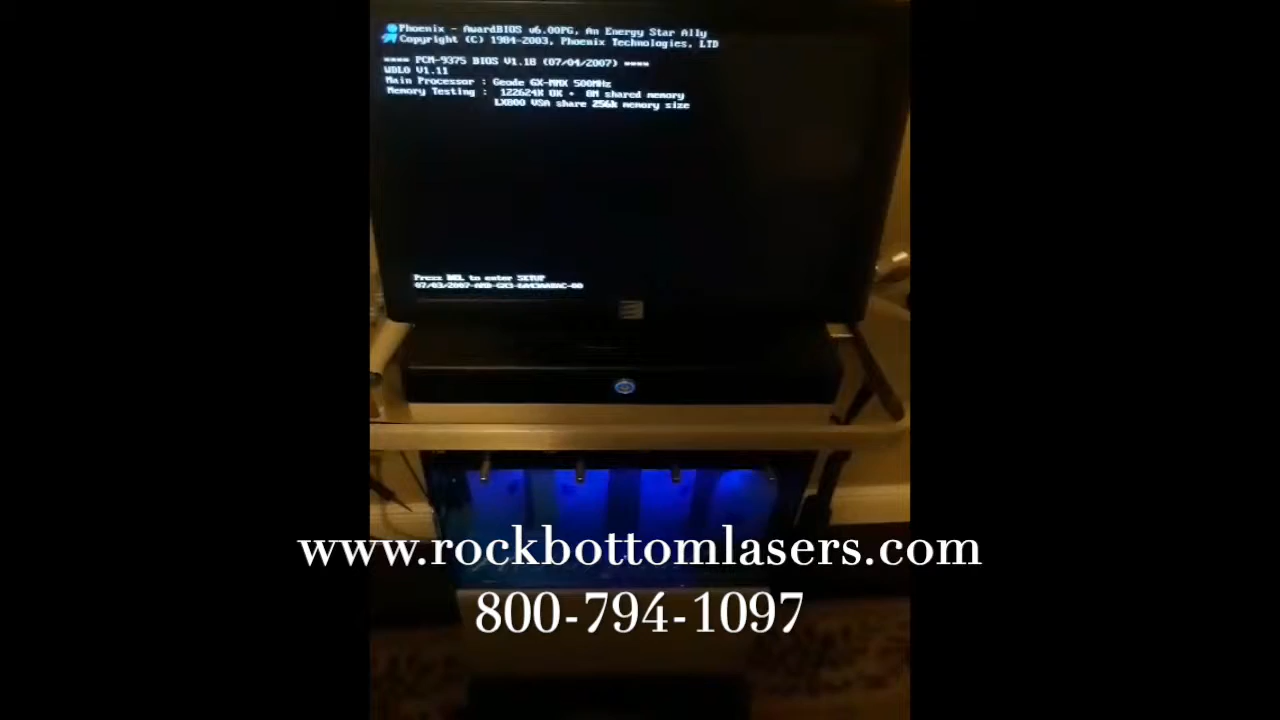 Phoenix - AwardBIOS v6.00PG, An Energy Star Ally
Copyright (C) 1984-2003, Phoenix Technologies, LTD
**** PCM-9375 BIOS V1.18 (07/04/2007) ****
WDLO V1.11
Main Processor : Geode GX-MMX 500MHz
Memory Testing : 122624K OK + 8M shared memory
LX800 VSA share 256k memory size
Press DEL to enter SETUP
www.rockbottomlasers.com
800-794-1097